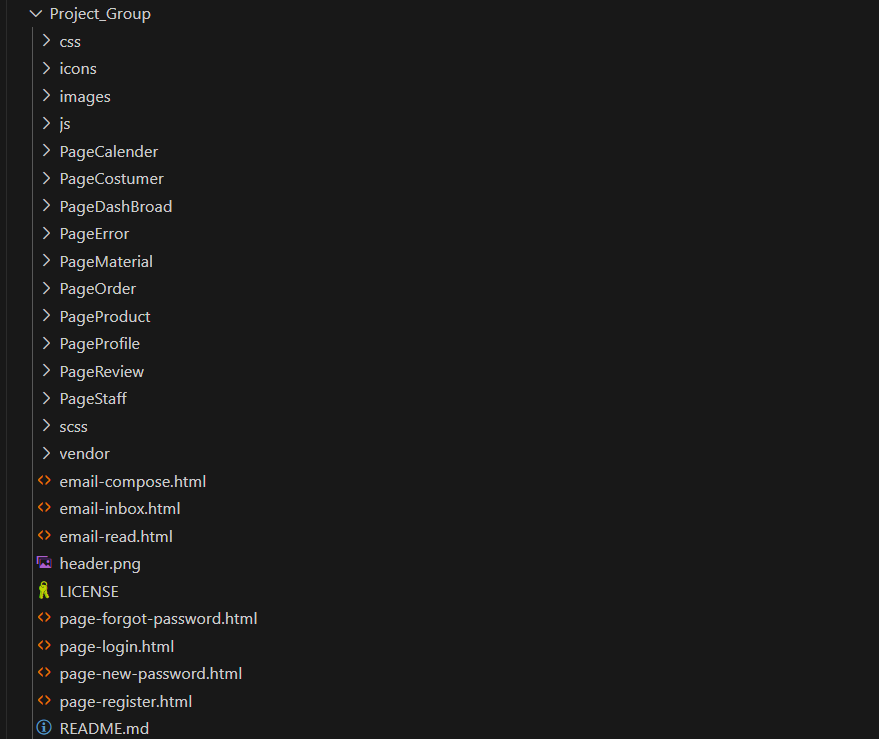 Project_Group
css
icons
images
js
PageCalender
PageCostumer
PageDashBroad
PageError
PageMaterial
PageOrder
PageProduct
PageProfile
PageReview
PageStaff
scss
vendor
email-compose.html
email-inbox.html
email-read.html
header.png
LICENSE
page-forgot-password.html
page-login.html
page-new-password.html
page-register.html
README.md